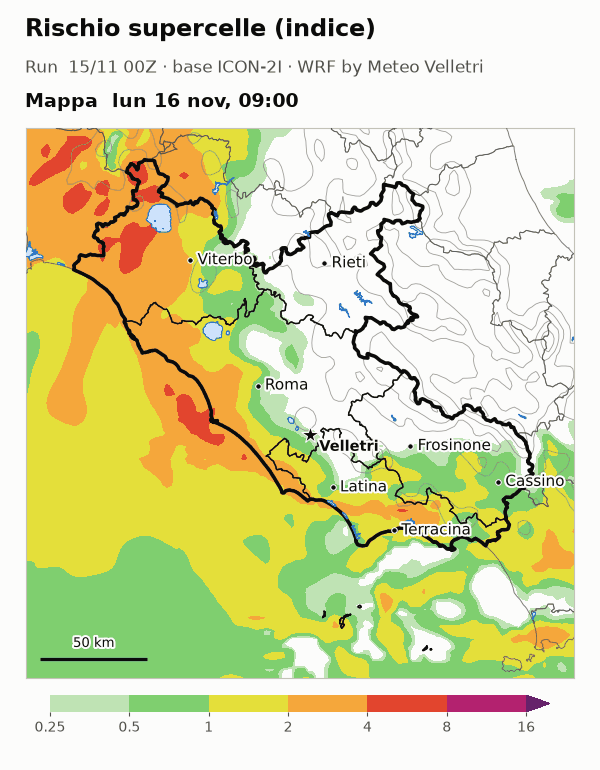 Rischio supercelle (indice)
Run 15/11 00Z · base ICON-2I · WRF by Meteo Velletri
Mappa lun 16 nov, 09:00
Viterbo
Rieti
Roma
Velletri
Frosinone
Cassino
Latina
Terracina
50 km
0.25 0.5 1 2 4 8 16